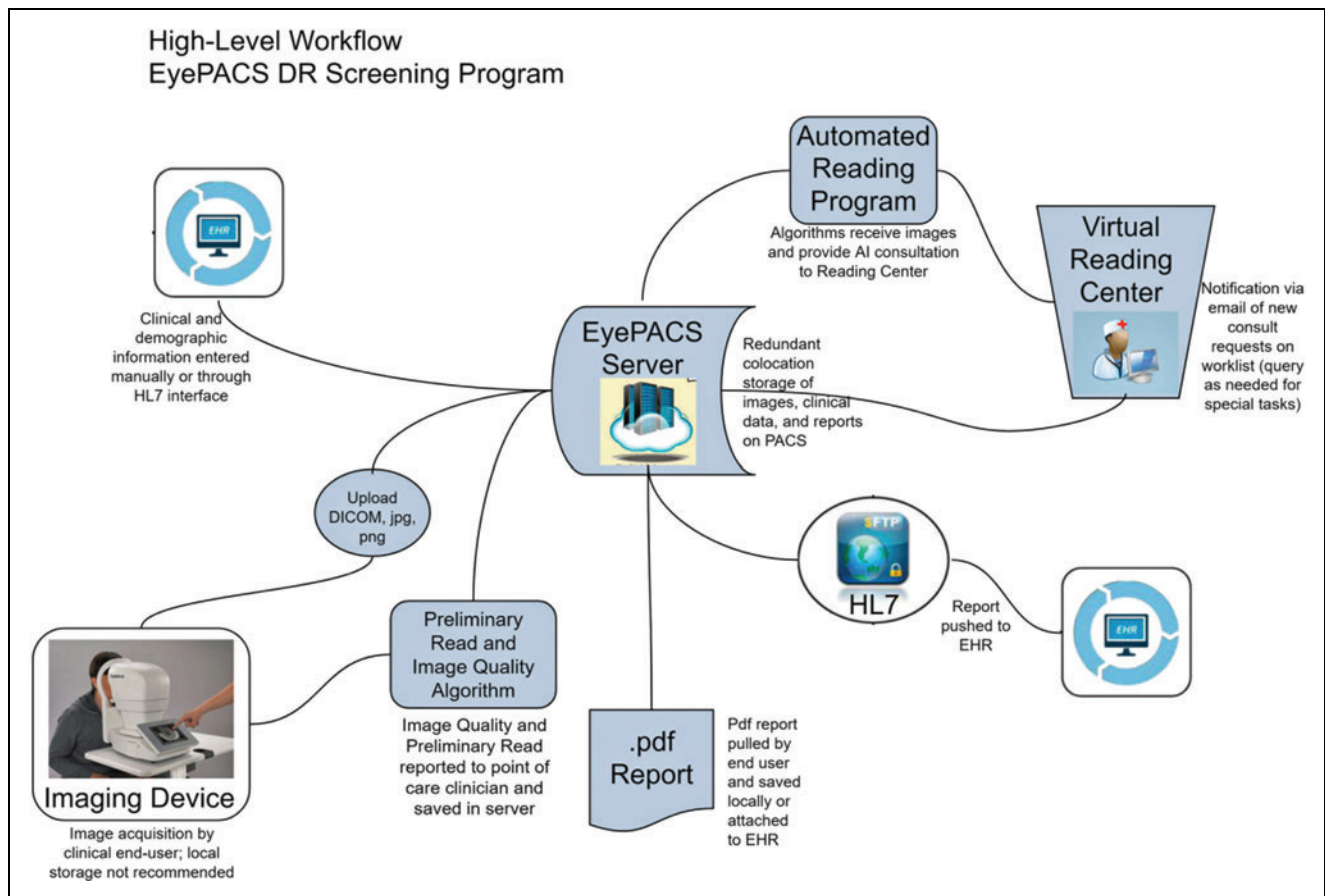 High-Level Workflow
EyePACS DR Screening Program
EHR
Clinical and
demographic
information entered
manually or through
HL7 interface
Automated
Reading
Program
Algorithms receive images
and provide AI consultation
to Reading Center
Virtual
Reading
Center
Notification via
email of new
consult
requests on
worklist (query
as needed for
special tasks)
EyePACS
Server
Redundant
colocation
storage of
images, clinical
data, and reports
on PACS
Upload
DICOM, jpg,
png
Preliminary
Read and
Image Quality
Algorithm
Image Quality and
Preliminary Read
reported to point of
care clinician and
saved in server
Imaging Device
Image acquisition by
clinical end-user; local
storage not recommended
.pdf
Report
Pdf report
pulled by
end user
and saved
locally or
attached
to EHR
SFTP
HL7
Report
pushed to
EHR
EHR